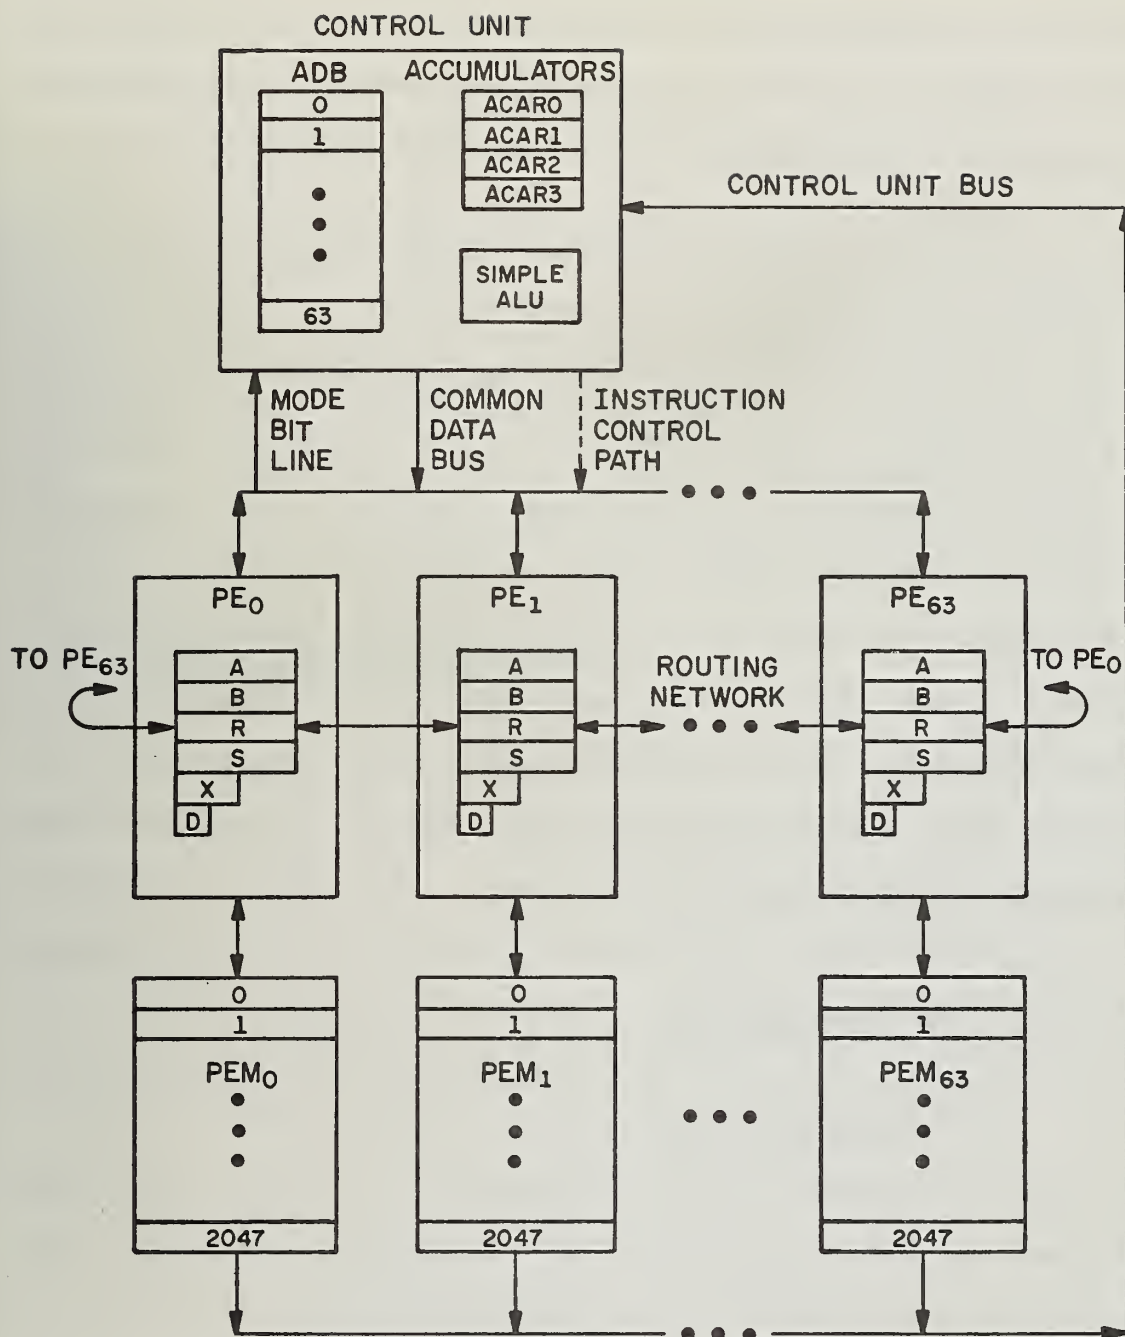 CONTROL UNIT
ADB ACCUMULATORS
0
1
63
ACAR0
ACAR1
ACAR2
ACAR3
SIMPLE
ALU
CONTROL UNIT BUS
MODE
BIT
LINE
COMMON
DATA
BUS
INSTRUCTION
CONTROL
PATH
PE0
PE1
PE63
TO PE63
A
B
R
S
X
D
A
B
R
S
X
D
ROUTING
NETWORK
A
B
R
S
X
D
TO PE0
0
1
PEM0
2047
0
1
PEM1
2047
0
1
PEM63
2047